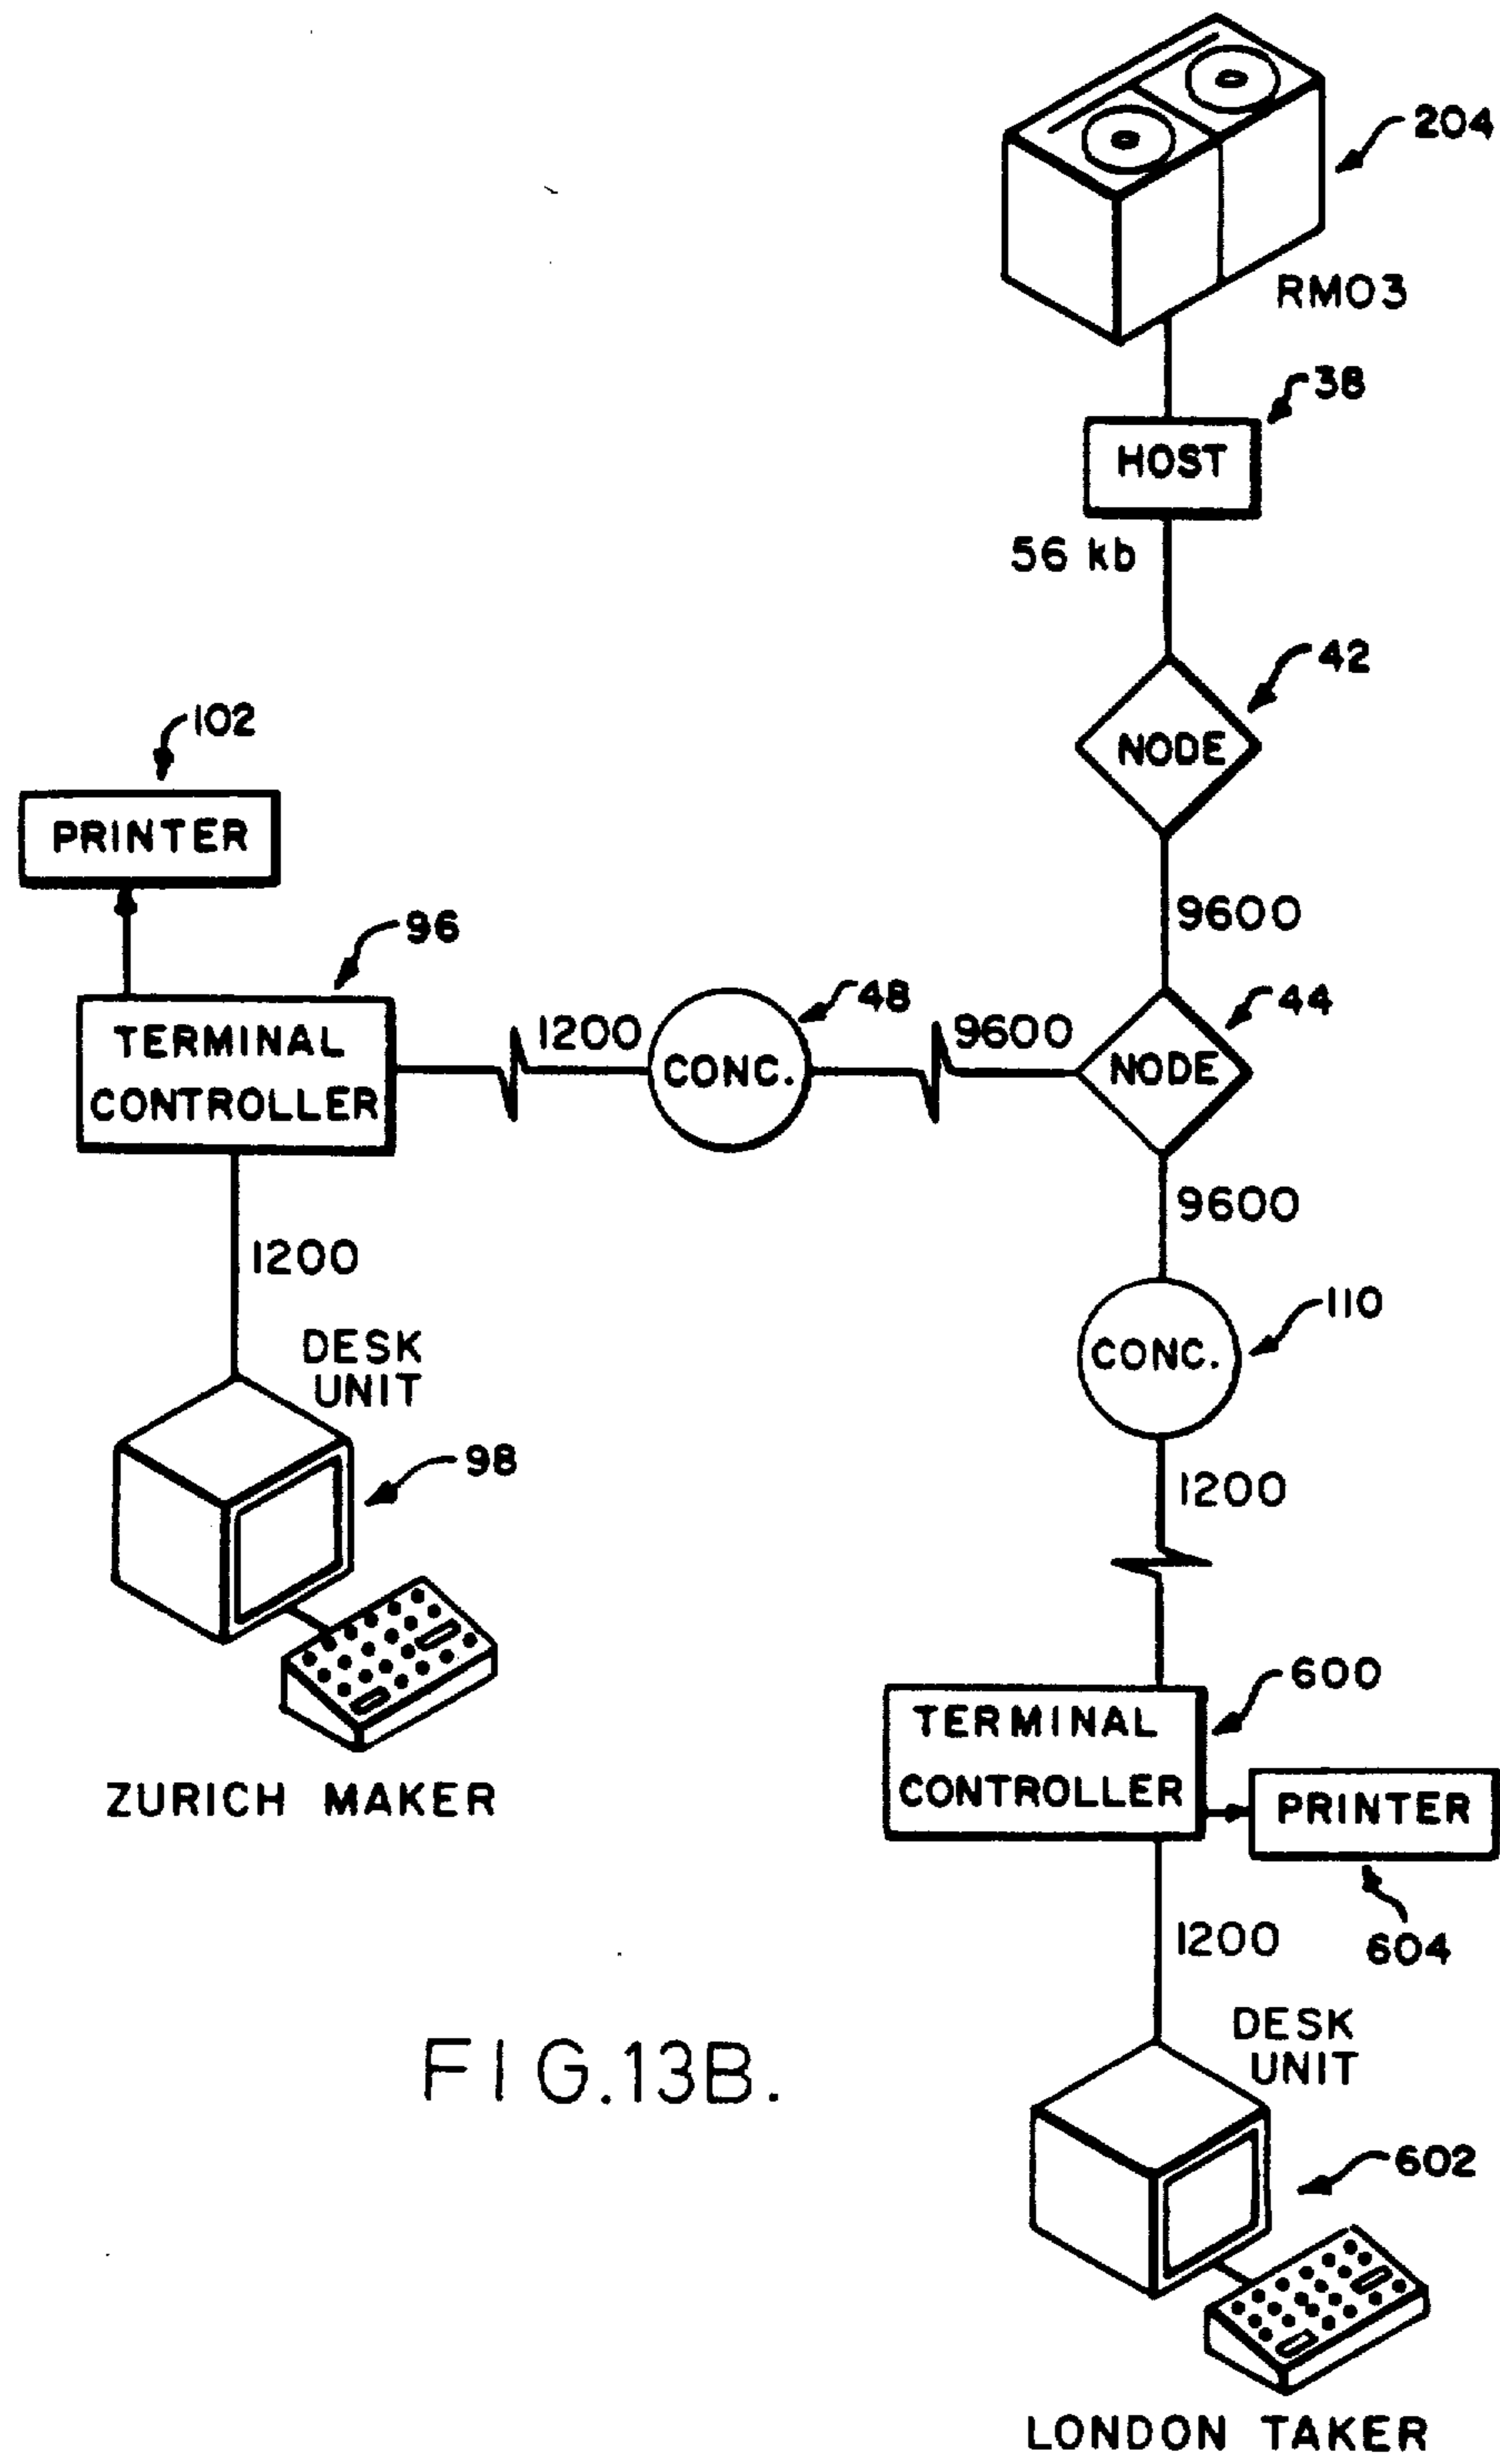 204
RM03
38
HOST
56 kb
42
NODE
102
PRINTER
9600
96
48
44
TERMINAL
CONTROLLER
1200
CONC.
9600
NODE
9600
1200
DESK
UNIT
110
CONC.
98
1200
ZURICH MAKER
600
TERMINAL
CONTROLLER
PRINTER
604
1200
DESK
UNIT
FIG.13B.
602
LONDON TAKER